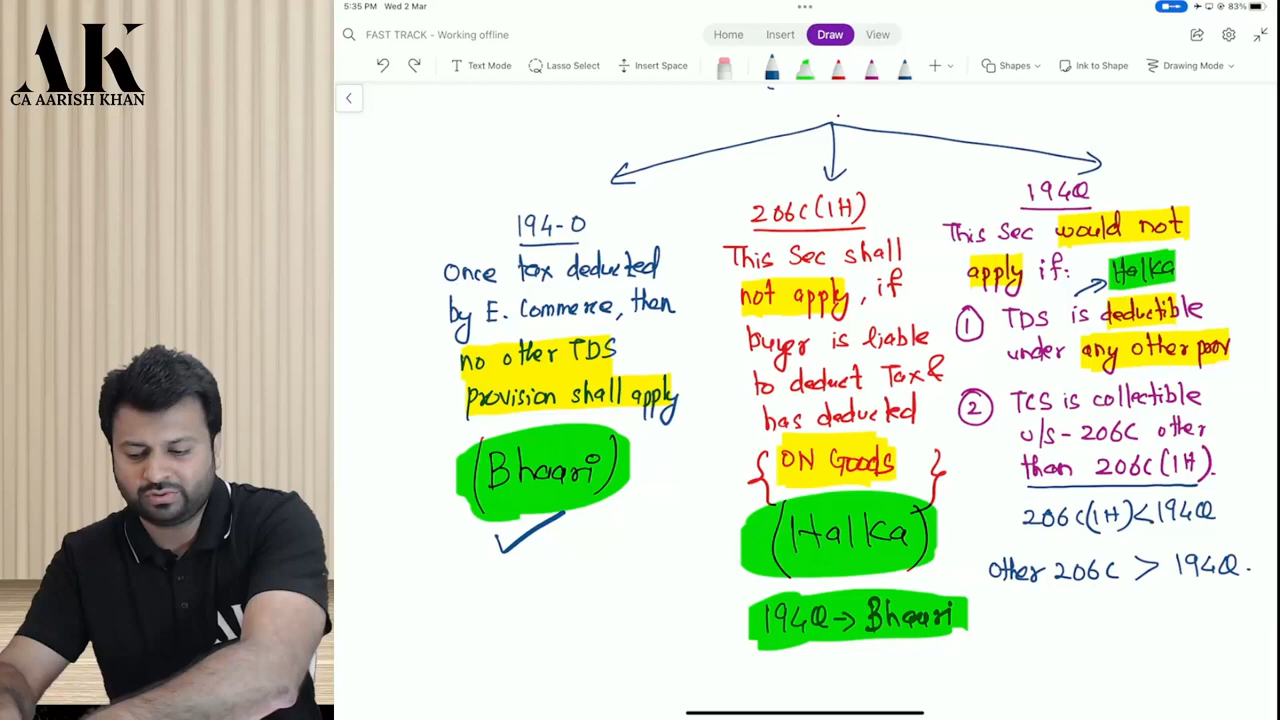 5:35 PM Wed 2 Mar
83%
AK
CA AARISH KHAN
FAST TRACK - Working offline
Home
Insert
Draw
View
Text Mode
Lasso Select
Insert Space
Shapes
Ink to Shape
Drawing Mode
194-O
Once tax deducted
by E. Commerce, then
no other TDS
provision shall apply
(Bhaari)
206C(1H)
This Sec shall
not apply, if
buyer is liable
to deduct Tax &
has deducted
{ON Goods}
(Halka)
194Q → Bhaari
194Q
This Sec would not
apply if:
Halka
① TDS is deductible
under any other prov
② TCS is collectible
u/s - 206C other
than 206C(1H).
206C(1H) < 194Q
Other 206C > 194Q.